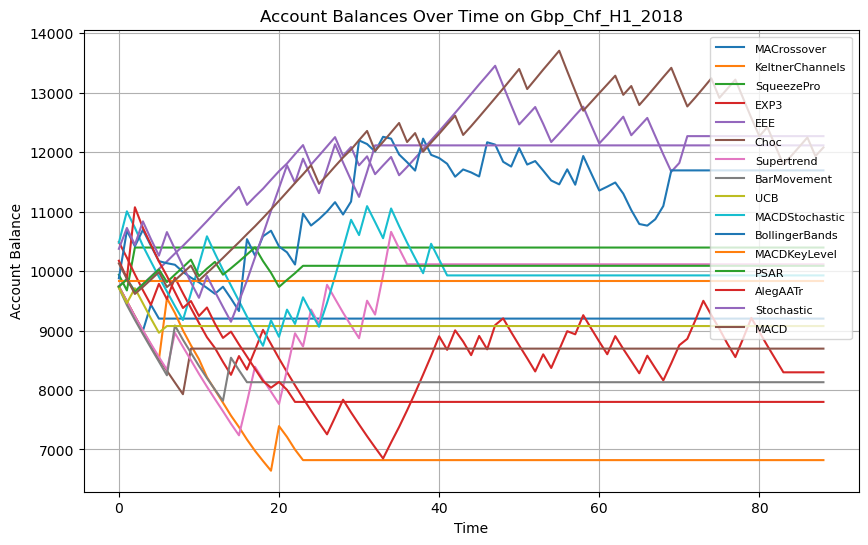 Account Balances Over Time on Gbp_Chf_H1_2018
14000
13000
12000
11000
10000
9000
8000
7000
Account Balance
0
20
40
60
80
Time
MACrossover
KeltnerChannels
SqueezePro
EXP3
EEE
Choc
Supertrend
BarMovement
UCB
MACDStochastic
BollingerBands
MACDKeyLevel
PSAR
AlegAATr
Stochastic
MACD